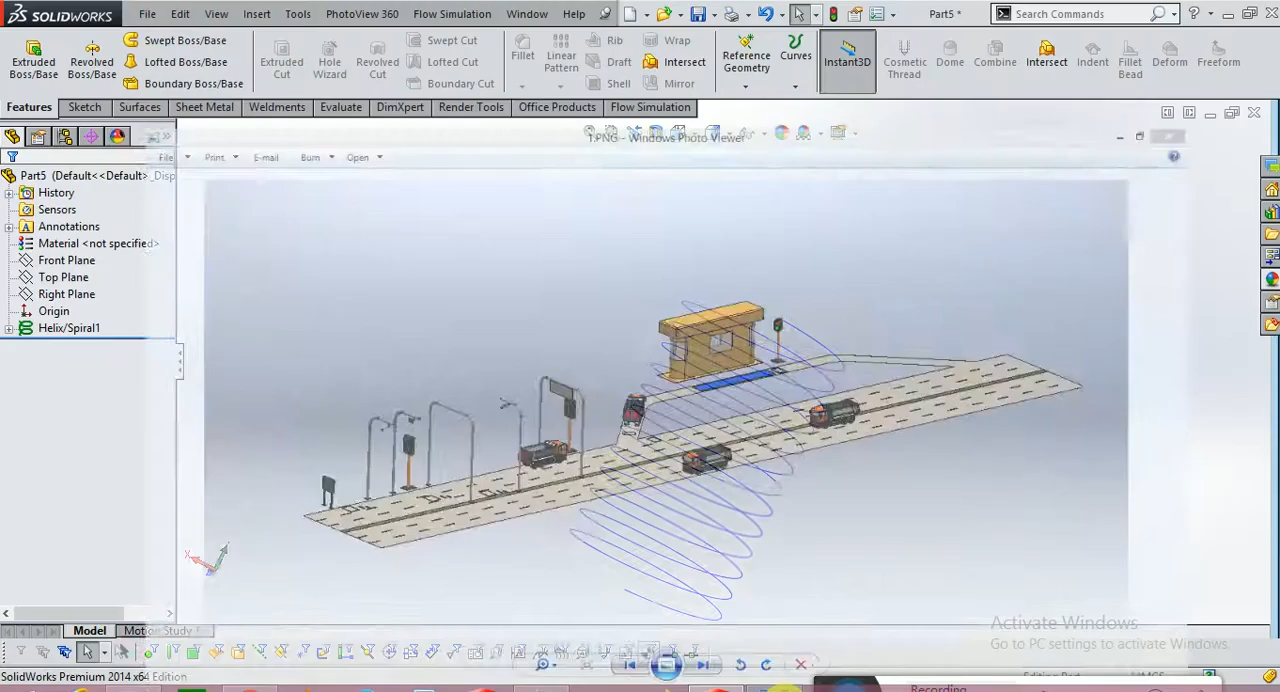 SOLIDWORKS File Edit View Insert Tools PhotoView 360 Flow Simulation Window Help Part5 * Search Commands
Extruded Boss/Base Revolve Boss/Base Swept Boss/Base Lofted Boss/Base Boundary Boss/Base Extruded Cut Hole Wizard Revolved Cut Swept Cut Lofted Cut Boundary Cut Fillet Linear Pattern Rib Draft Shell Wrap Intersect Mirror Reference Geometry Curves Instant3D Cosmetic Thread Dome Combine Intersect Indent Fillet Bead Deform Freeform
Features Sketch Surfaces Sheet Metal Weldments Evaluate DimXpert Render Tools Office Products Flow Simulation
1.PNG - Windows Photo Viewer
File Print E-mail Burn Open
Part5 (Default<<Default>_Disp
History
Sensors
Annotations
Material <not specified>
Front Plane
Top Plane
Right Plane
Origin
Helix/Spiral1
X
Activate Windows
Go to PC settings to activate Windows.
Model Motion Study
SolidWorks Premium 2014 x64 Edition
Recording